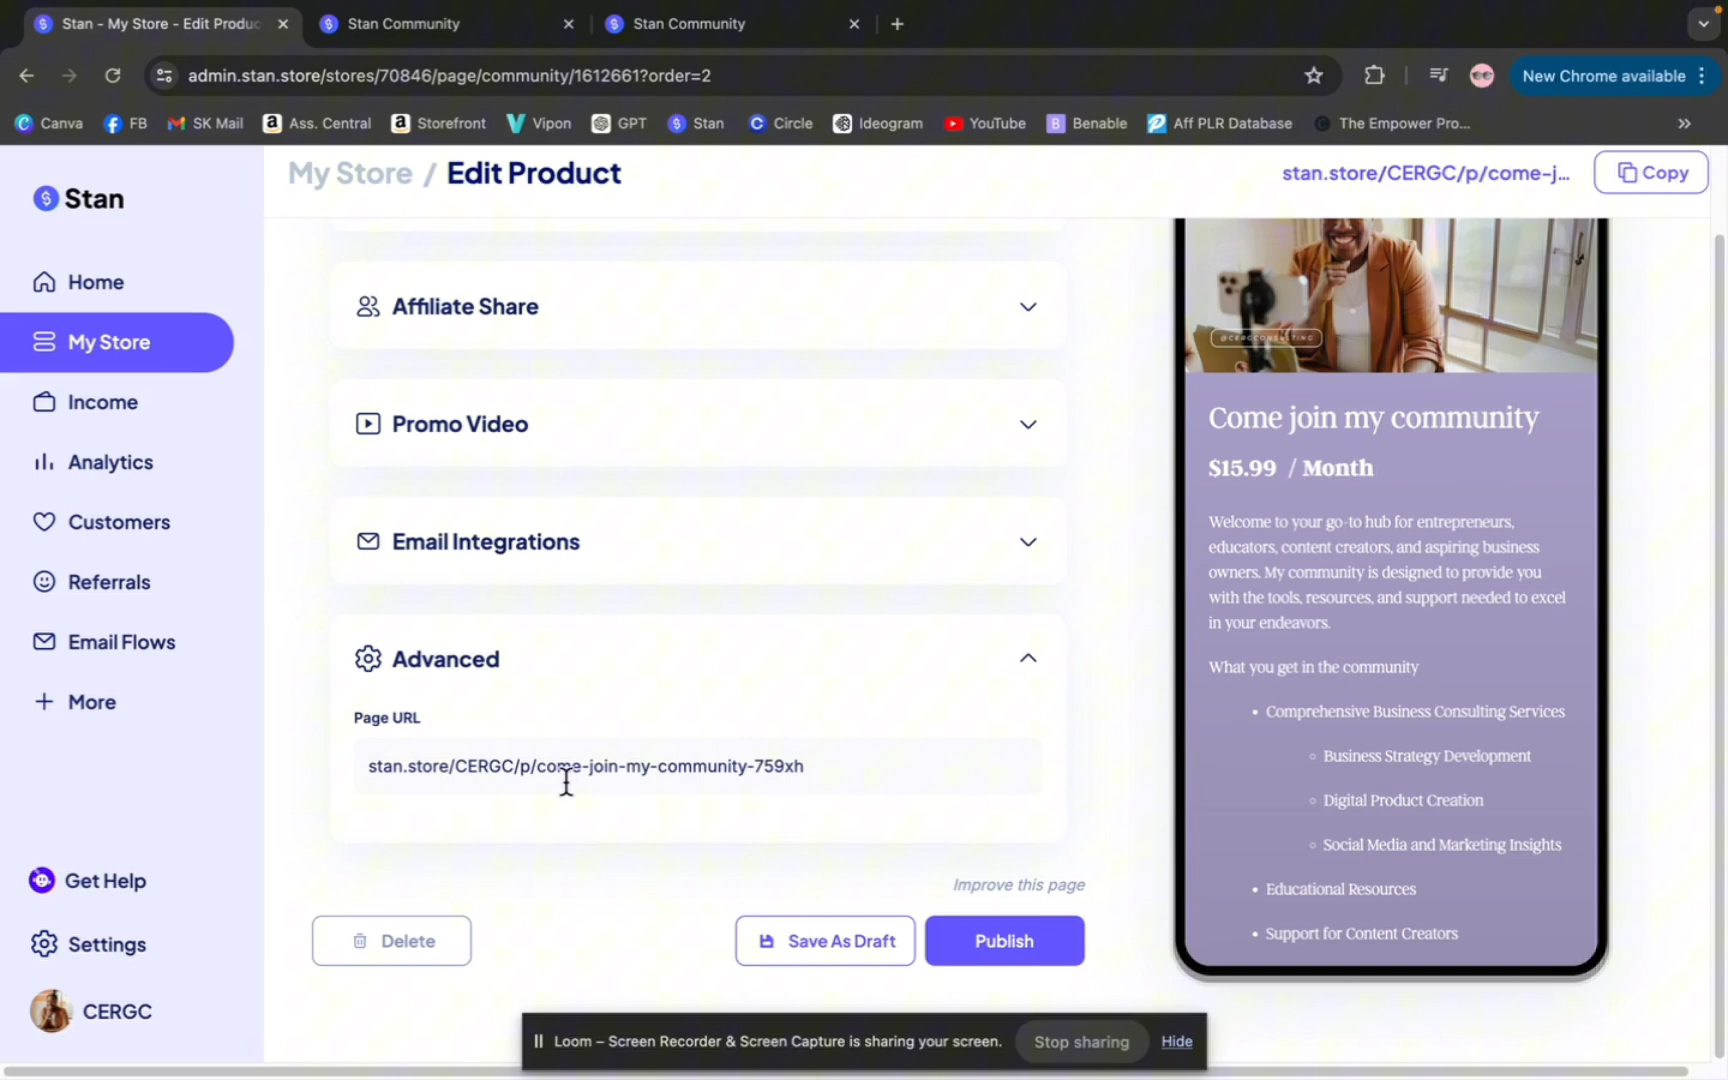 Stan - My Store - Edit Produc
Stan Community
Stan Community
admin.stan.store/stores/70846/page/community/1612661?order=2
New Chrome available
Canva
FB
SK Mail
Ass. Central
Storefront
Vipon
GPT
Stan
Circle
Ideogram
YouTube
Benable
Aff PLR Database
The Empower Pro...
Stan
Home
My Store
Income
Analytics
Customers
Referrals
Email Flows
More
Get Help
Settings
CERGC
My Store / Edit Product
stan.store/CERGC/p/come-j...
Copy
Affiliate Share
Promo Video
Email Integrations
Advanced
Page URL
stan.store/CERGC/p/come-join-my-community-759xh
Improve this page
Delete
Save As Draft
Publish
@CERGCONSULTING
Come join my community
$15.99 / Month
Welcome to your go-to hub for entrepreneurs,
educators, content creators, and aspiring business
owners. My community is designed to provide you
with the tools, resources, and support needed to excel
in your endeavors.
What you get in the community
• Comprehensive Business Consulting Services
◦ Business Strategy Development
◦ Digital Product Creation
◦ Social Media and Marketing Insights
• Educational Resources
• Support for Content Creators
Loom – Screen Recorder & Screen Capture is sharing your screen.
Stop sharing
Hide